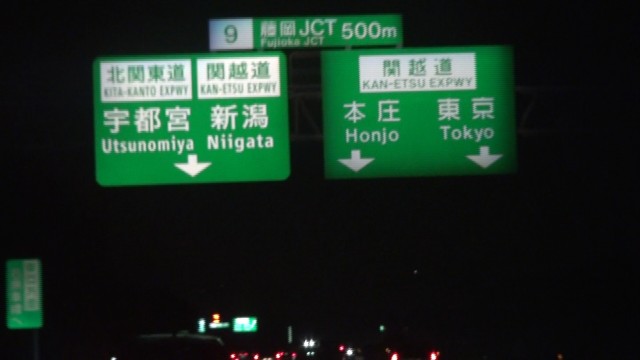 9 藤岡JCT 500m
Fujioka JCT
北関東道 関越道
KITA-KANTO EXPWY KAN-ETSU EXPWY
宇都宮 新潟
Utsunomiya Niigata
関越道
KAN-ETSU EXPWY
本庄 東京
Honjo Tokyo